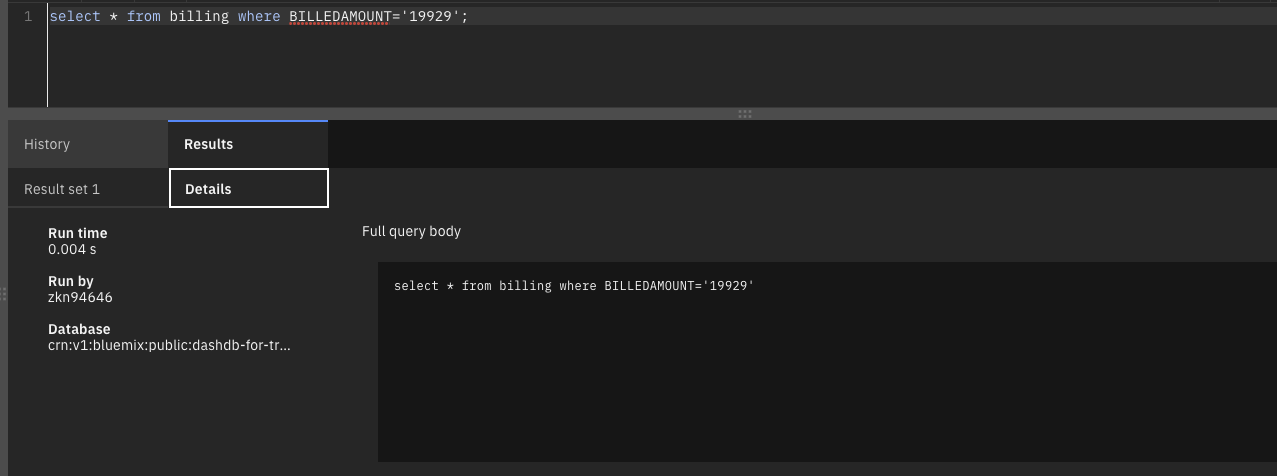 1 select * from billing where BILLEDAMOUNT='19929';
History
Results
Result set 1
Details
Run time
0.004 s
Run by
zkn94646
Database
crn:v1:bluemix:public:dashdb-for-tr...
Full query body
select * from billing where BILLEDAMOUNT='19929'